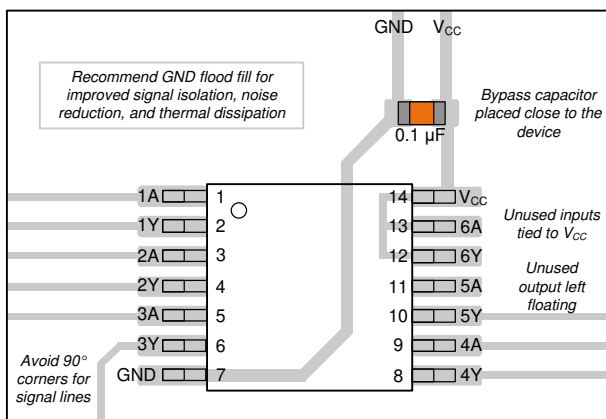 GND V_CC
Recommend GND flood fill for
improved signal isolation, noise
reduction, and thermal dissipation
Bypass capacitor
placed close to the
device
0.1 µF
1A 1 14 V_CC
1Y 2 13 6A
2A 3 12 6Y
2Y 4 11 5A
3A 5 10 5Y
3Y 6 9 4A
GND 7 8 4Y
Unused inputs
tied to V_CC
Unused
output left
floating
Avoid 90°
corners for
signal lines